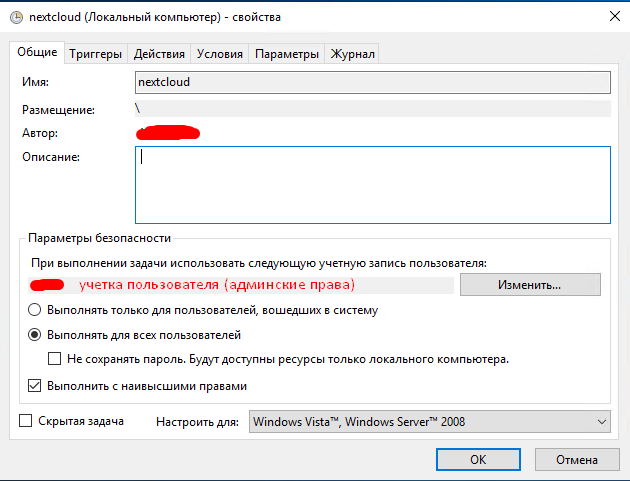 nextcloud (Локальный компьютер) - свойства
Общие Триггеры Действия Условия Параметры Журнал
Имя: nextcloud
Размещение: \
Автор:
Описание:
Параметры безопасности
При выполнении задачи использовать следующую учетную запись пользователя:
учетка пользователя (админские права) Изменить...
Выполнять только для пользователей, вошедших в систему
Выполнять для всех пользователей
Не сохранять пароль. Будут доступны ресурсы только локального компьютера.
Выполнить с наивысшими правами
Скрытая задача Настроить для: Windows Vista™, Windows Server™ 2008
OK Отмена